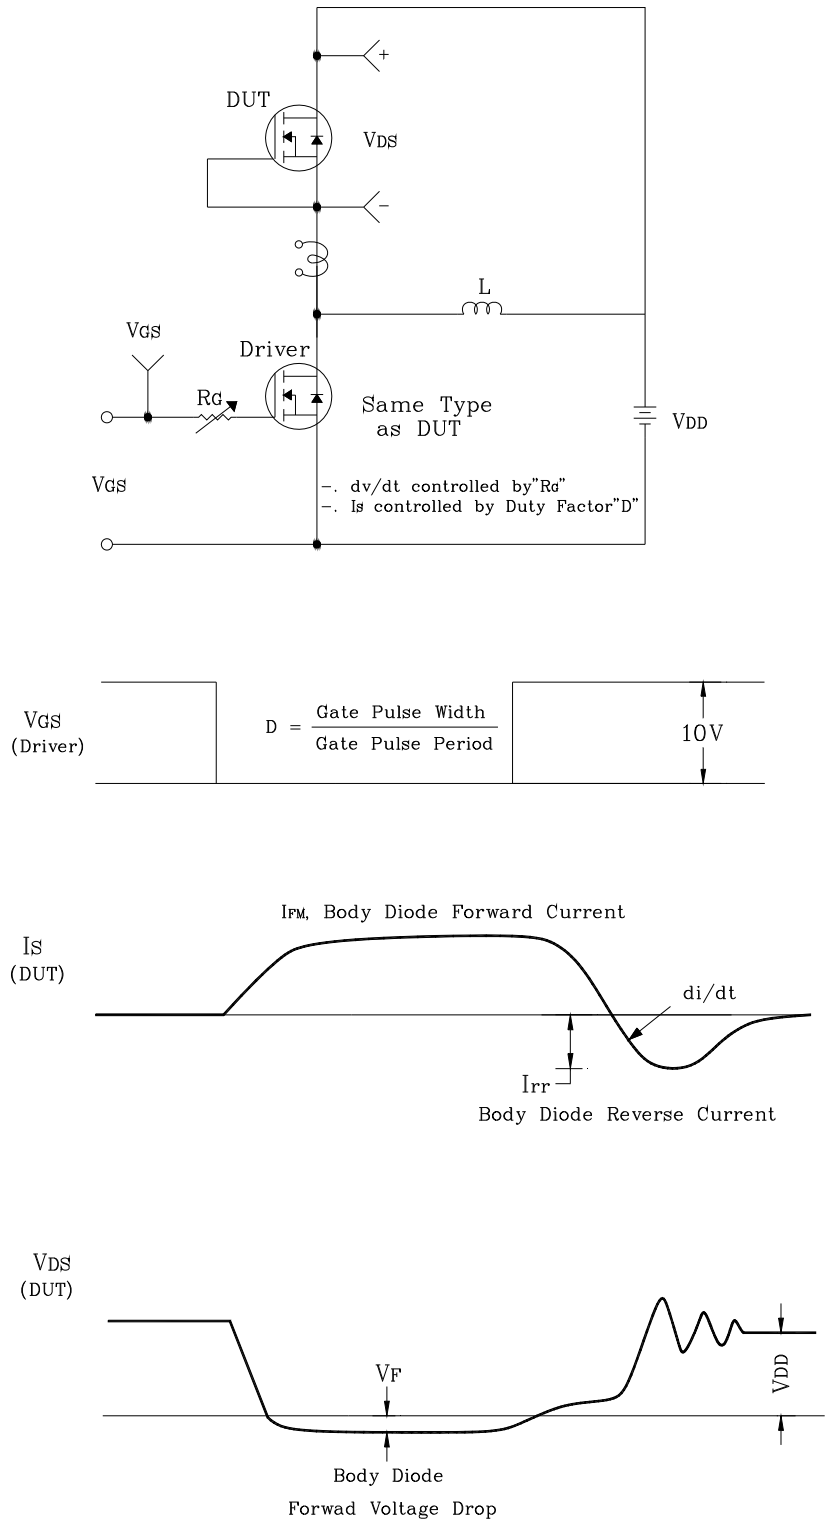 +
DUT
VDS
−
L
VGS
Driver
RG
Same Type
as DUT
VDD
VGS
−. dv/dt controlled by"RG"
−. Is controlled by Duty Factor"D"
VGS
(Driver)
D = Gate Pulse Width
Gate Pulse Period
10V
IFM, Body Diode Forward Current
IS
(DUT)
di/dt
Irr
Body Diode Reverse Current
VDS
(DUT)
VF
VDD
Body Diode
Forwad Voltage Drop